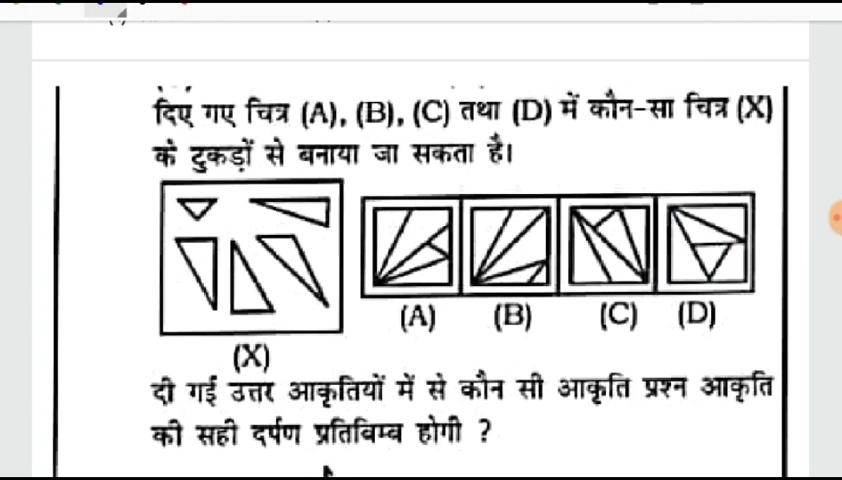 दिए गए चित्र (A), (B), (C) तथा (D) में कौन-सा चित्र (X)
के टुकड़ों से बनाया जा सकता है।
(A) (B) (C) (D)
(X)
दी गई उत्तर आकृतियों में से कौन सी आकृति प्रश्न आकृति
की सही दर्पण प्रतिविम्व होगी ?